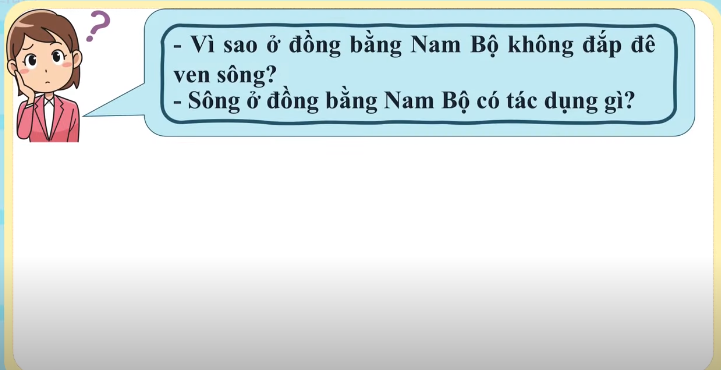 ?
- Vì sao ở đồng bằng Nam Bộ không đắp đê
ven sông?
- Sông ở đồng bằng Nam Bộ có tác dụng gì?